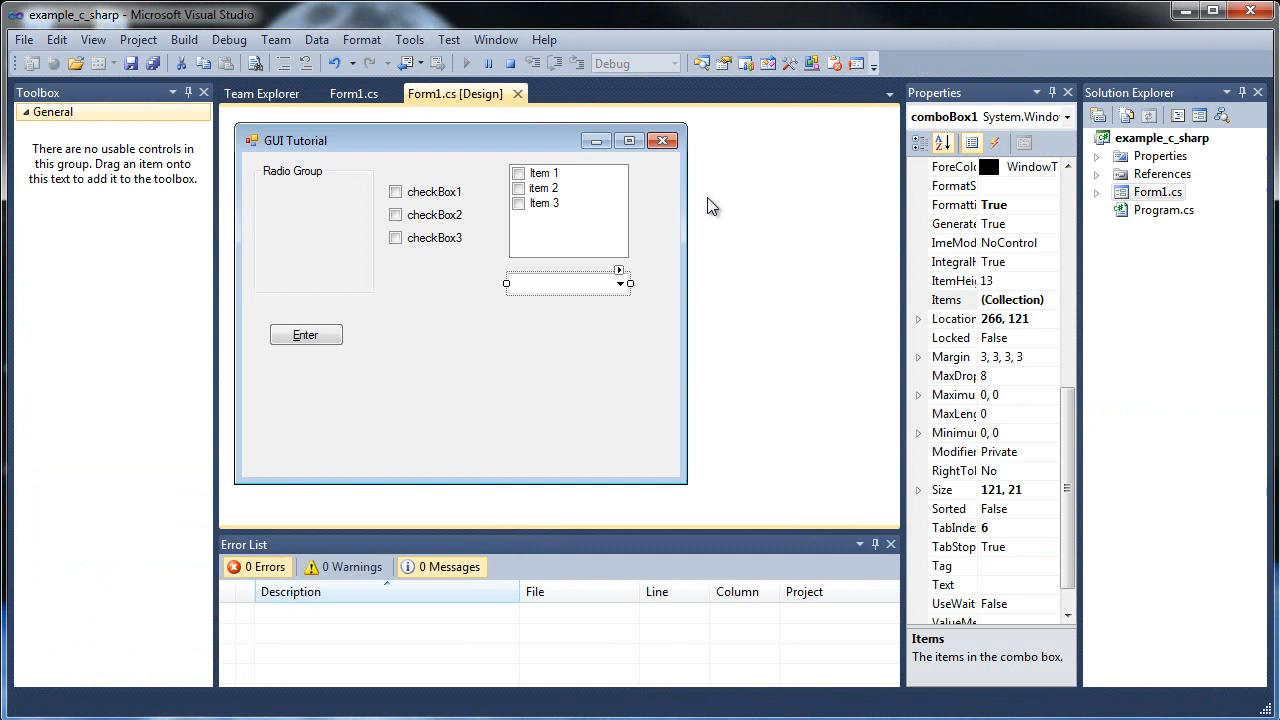 example_c_sharp - Microsoft Visual Studio
File Edit View Project Build Debug Team Data Format Tools Test Window Help
Debug
Toolbox
General
There are no usable controls in this group. Drag an item onto this text to add it to the toolbox.
Team Explorer Form1.cs Form1.cs [Design]
GUI Tutorial
Radio Group
checkBox1
checkBox2
checkBox3
Item 1
item 2
Item 3
Enter
Error List
0 Errors 0 Warnings 0 Messages
Description File Line Column Project
Properties
comboBox1 System.Windo
ForeColo WindowT
FormatS
Formatti True
Generate True
ImeMod NoControl
IntegralH True
ItemHei 13
Items (Collection)
Location 266, 121
Locked False
Margin 3, 3, 3, 3
MaxDrop 8
Maximu 0, 0
MaxLeng 0
Minimur 0, 0
Modifier Private
RightTol No
Size 121, 21
Sorted False
TabIndex 6
TabStop True
Tag
Text
UseWait False
ValueMe
Items
The items in the combo box.
Solution Explorer
example_c_sharp
Properties
References
Form1.cs
Program.cs